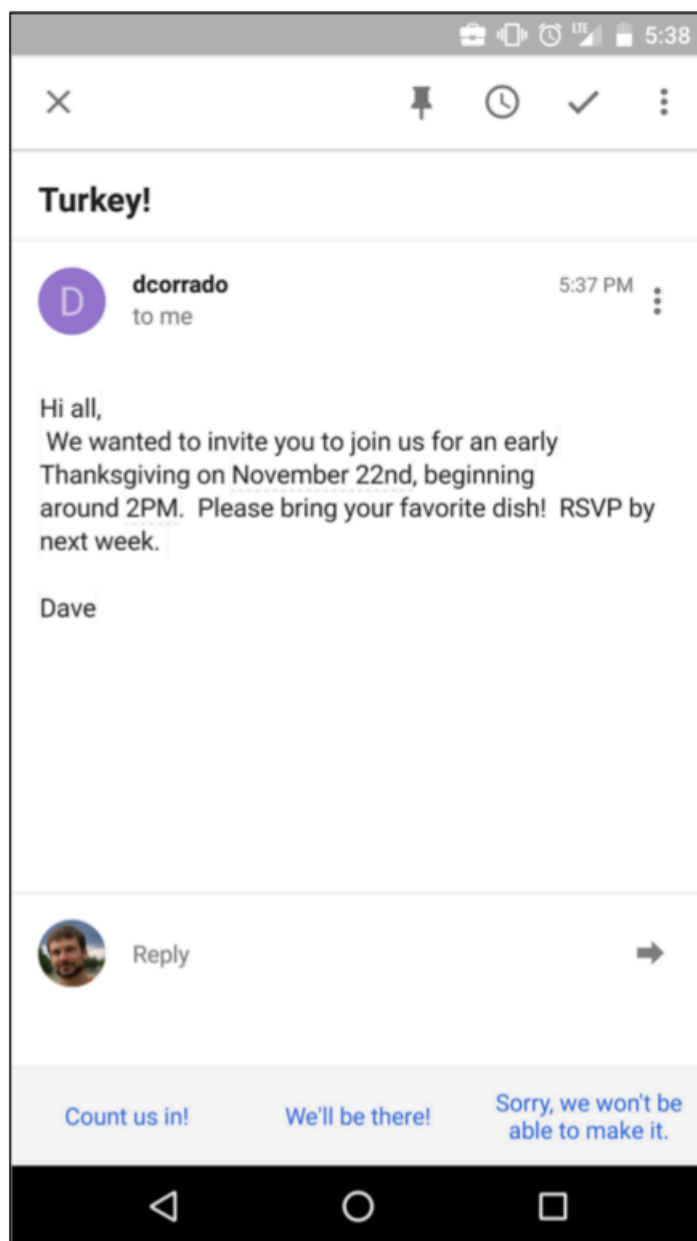 LTE 5:38
Turkey!
D
dcorrado
5:37 PM
to me
Hi all,
We wanted to invite you to join us for an early
Thanksgiving on November 22nd, beginning
around 2PM.  Please bring your favorite dish!  RSVP by
next week.
Dave
Reply
Count us in!
We'll be there!
Sorry, we won't be
able to make it.